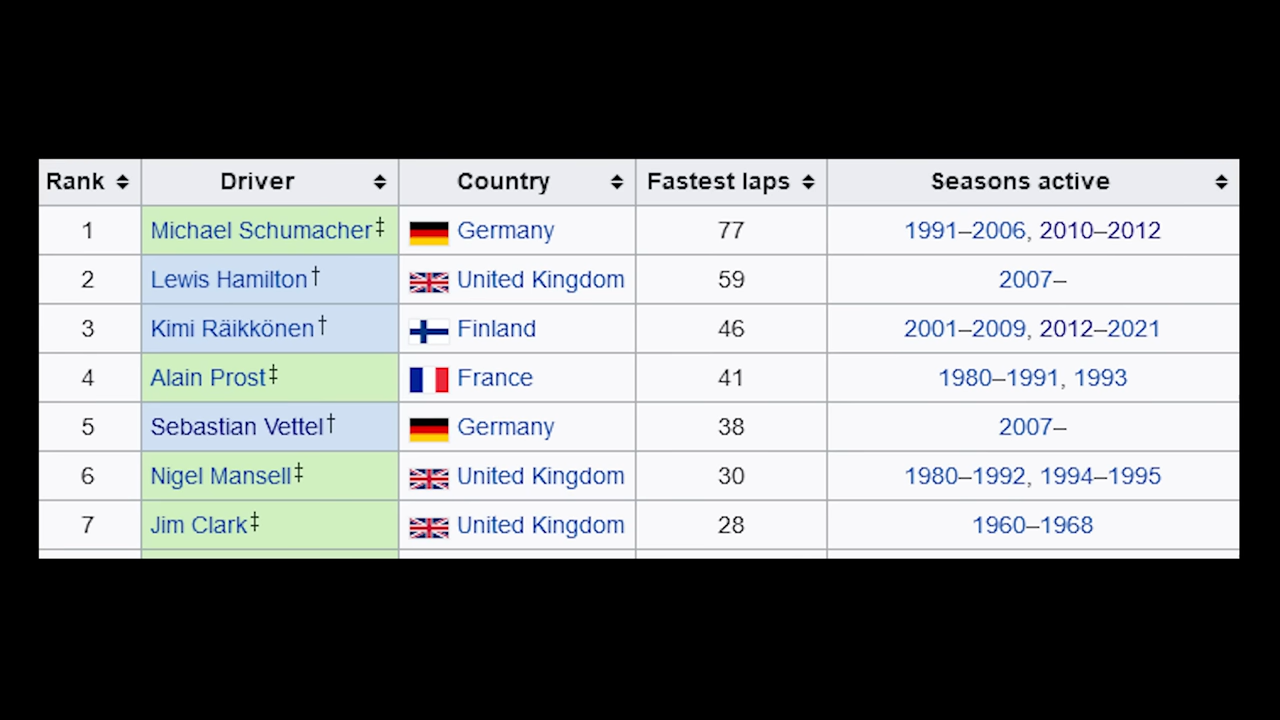 Rank Driver Country Fastest laps Seasons active
1 Michael Schumacher‡ Germany 77 1991–2006, 2010–2012
2 Lewis Hamilton† United Kingdom 59 2007–
3 Kimi Räikkönen† Finland 46 2001–2009, 2012–2021
4 Alain Prost‡ France 41 1980–1991, 1993
5 Sebastian Vettel† Germany 38 2007–
6 Nigel Mansell‡ United Kingdom 30 1980–1992, 1994–1995
7 Jim Clark‡ United Kingdom 28 1960–1968